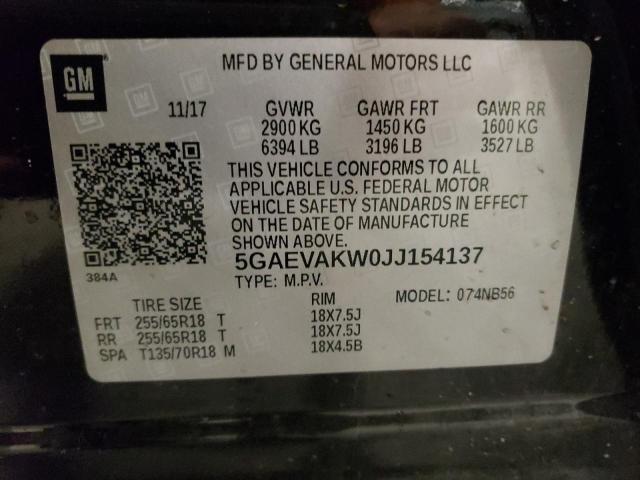 GM
MFD BY GENERAL MOTORS LLC
11/17 GVWR GAWR FRT GAWR RR
2900 KG 1450 KG 1600 KG
6394 LB 3196 LB 3527 LB
THIS VEHICLE CONFORMS TO ALL
APPLICABLE U.S. FEDERAL MOTOR
VEHICLE SAFETY STANDARDS IN EFFECT
ON THE DATE OF MANUFACTURE
SHOWN ABOVE.
384A
5GAEVAKW0JJ154137
TYPE: M.P.V. MODEL: 074NB56
TIRE SIZE RIM
FRT 255/65R18 T 18X7.5J
RR 255/65R18 T 18X7.5J
SPA T135/70R18 M 18X4.5B